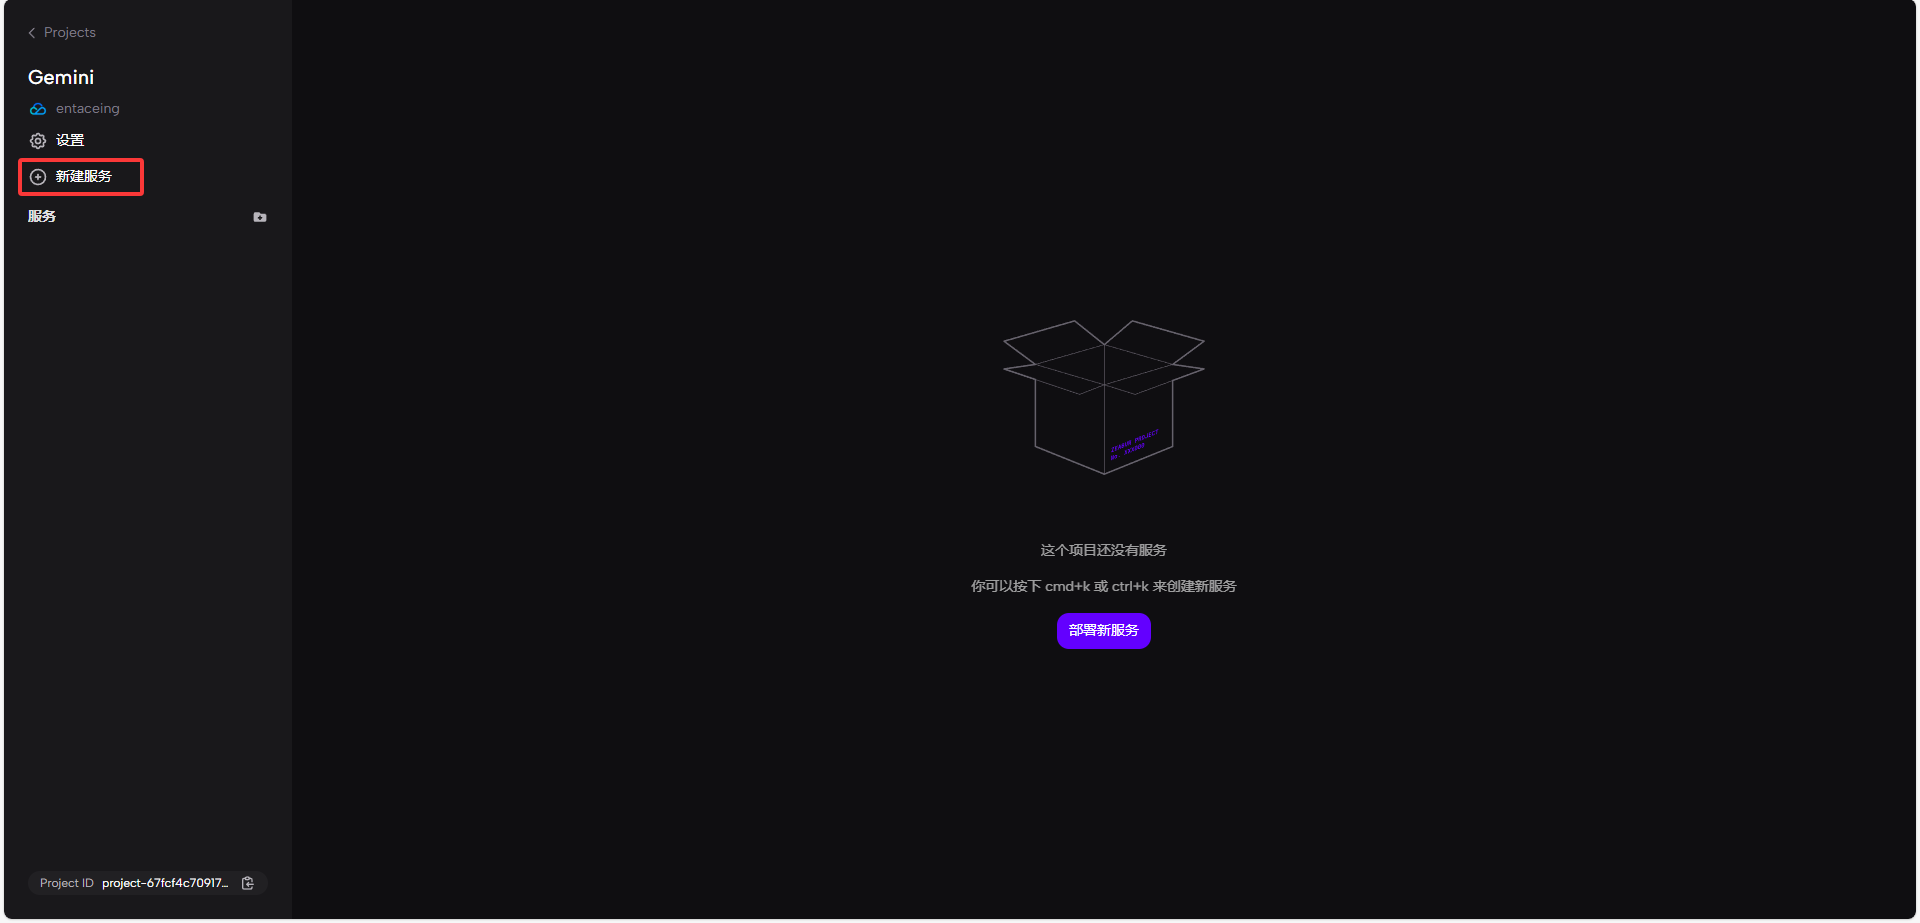 Projects
Gemini
entaceing
设置
新建服务
服务
这个项目还没有服务
你可以按下 cmd+k 或 ctrl+k 来创建新服务
部署新服务
Project ID project-67fcf4c70917...